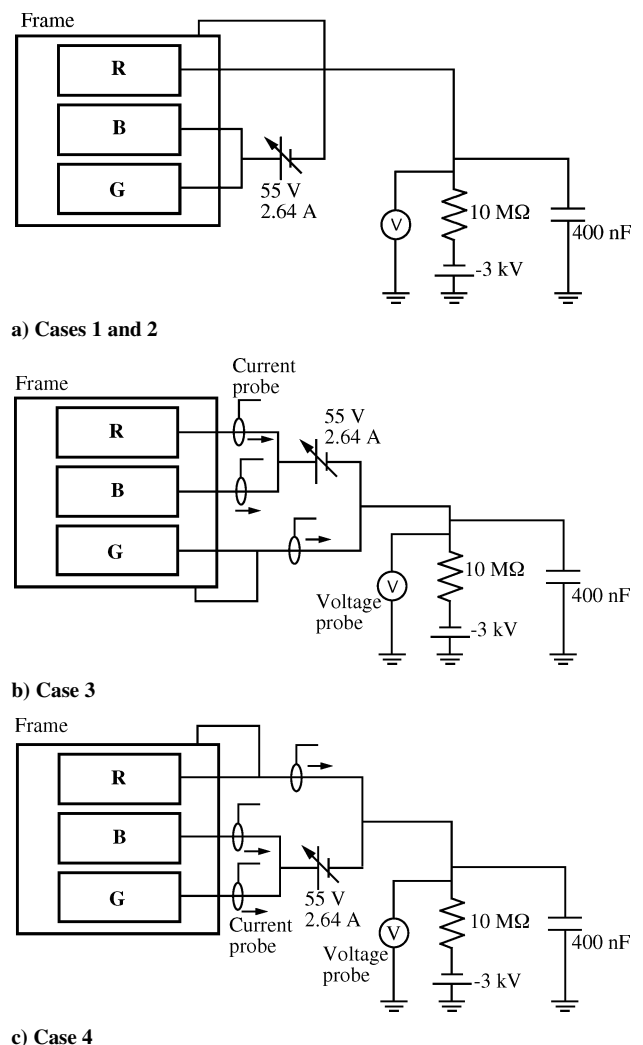 Frame
R
B
G
55 V
2.64 A
V
10 MΩ
400 nF
-3 kV
a) Cases 1 and 2
Current
probe
Frame
R
B
G
55 V
2.64 A
Voltage
probe
V
10 MΩ
400 nF
-3 kV
b) Case 3
Frame
R
B
G
55 V
2.64 A
Current
probe
Voltage
probe
V
10 MΩ
400 nF
-3 kV
c) Case 4